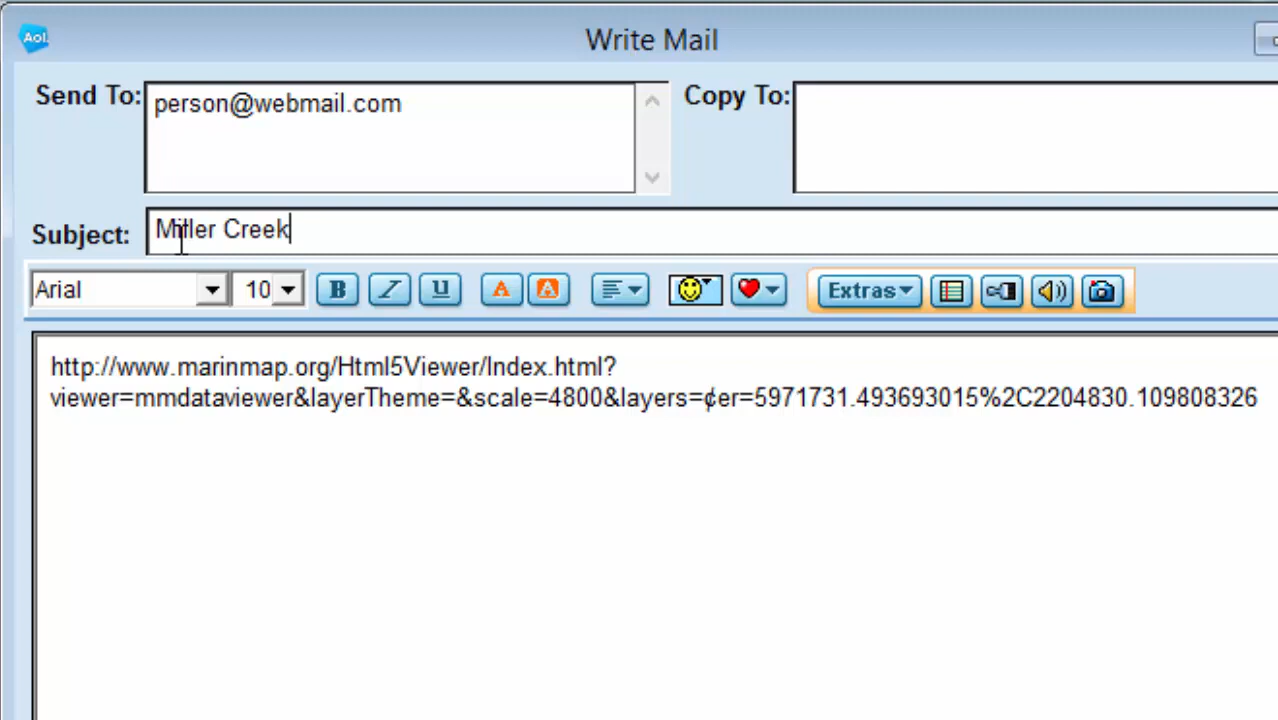 Aol.
Write Mail
Send To: person@webmail.com Copy To:
Subject: Miller Creek
Arial 10 B I U A A Extras
http://www.marinmap.org/Html5Viewer/Index.html?
viewer=mmdataviewer&layerTheme=&scale=4800&layers=¢er=5971731.493693015%2C2204830.109808326